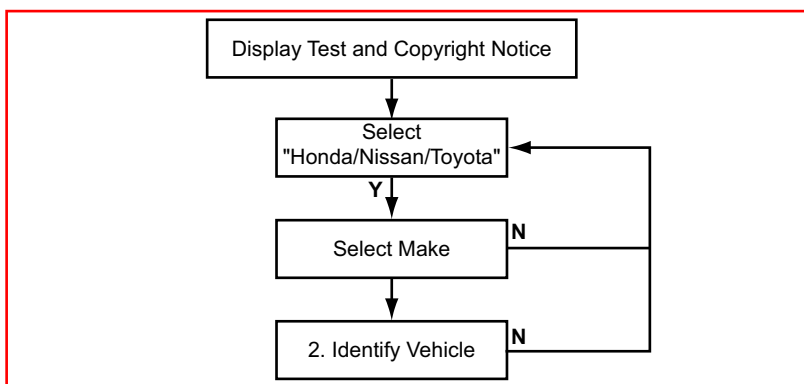 Display Test and Copyright Notice
Select
"Honda/Nissan/Toyota"
Y
Select Make
N
2. Identify Vehicle
N